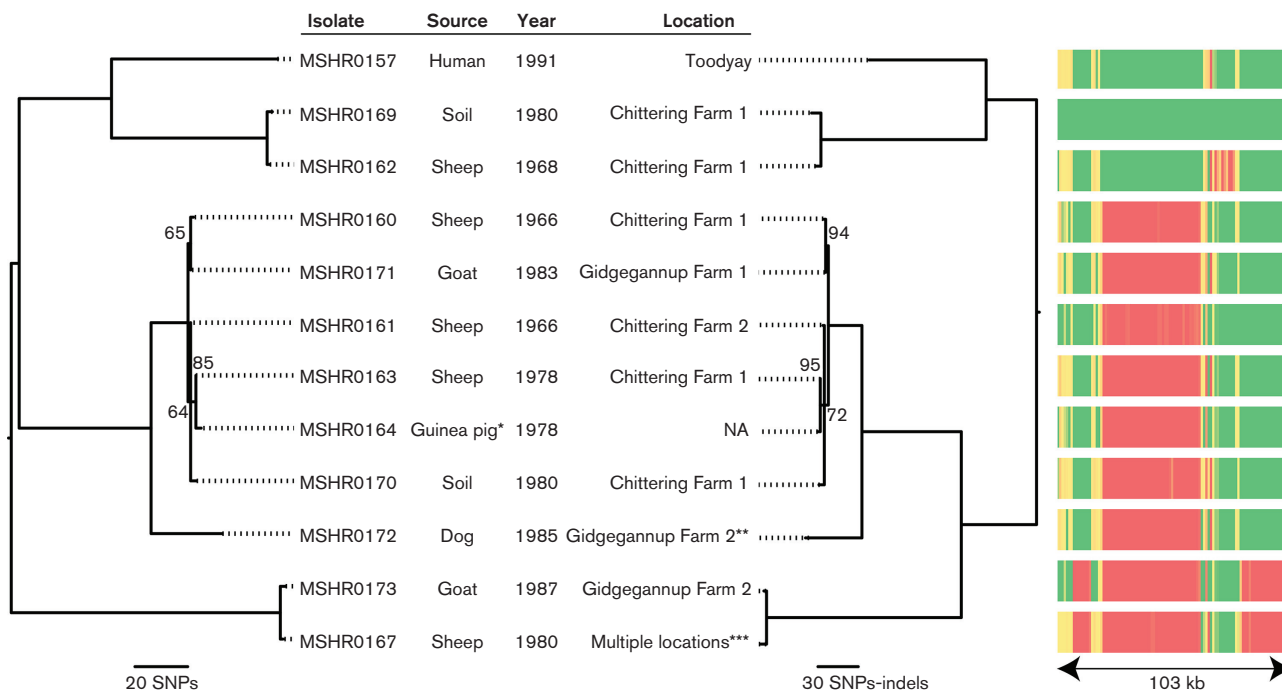 Isolate Source Year Location
MSHR0157 Human 1991 Toodyay
MSHR0169 Soil 1980 Chittering Farm 1
MSHR0162 Sheep 1968 Chittering Farm 1
MSHR0160 Sheep 1966 Chittering Farm 1
65 94
MSHR0171 Goat 1983 Gidgegannup Farm 1
MSHR0161 Sheep 1966 Chittering Farm 2
85 95
MSHR0163 Sheep 1978 Chittering Farm 1
64 72
MSHR0164 Guinea pig* 1978 NA
MSHR0170 Soil 1980 Chittering Farm 1
MSHR0172 Dog 1985 Gidgegannup Farm 2**
MSHR0173 Goat 1987 Gidgegannup Farm 2
MSHR0167 Sheep 1980 Multiple locations***
20 SNPs 30 SNPs-indels 103 kb